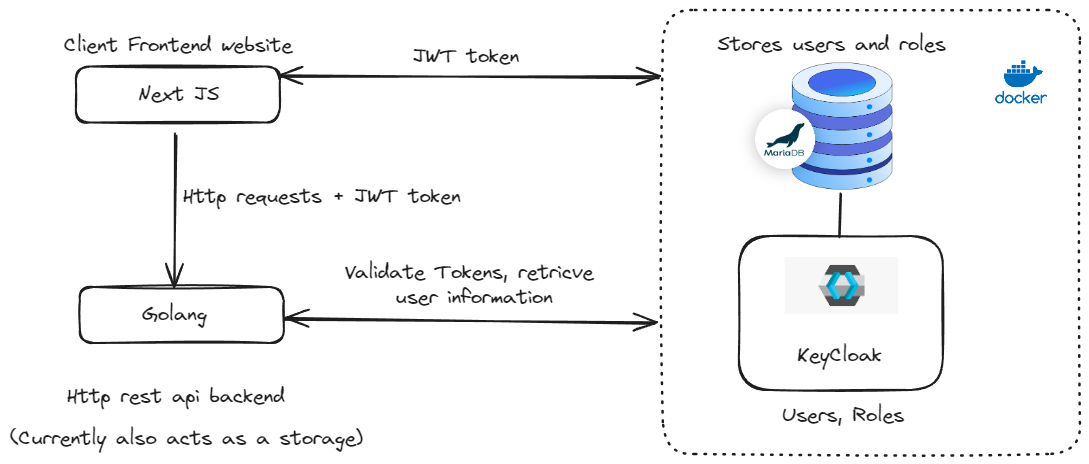 Client Frontend website
Next JS
JWT token
Stores users and roles
docker
MariaDB
Http requests + JWT token
Validate Tokens, retrieve
user information
Golang
KeyCloak
Http rest api backend
(Currently also acts as a storage)
Users, Roles